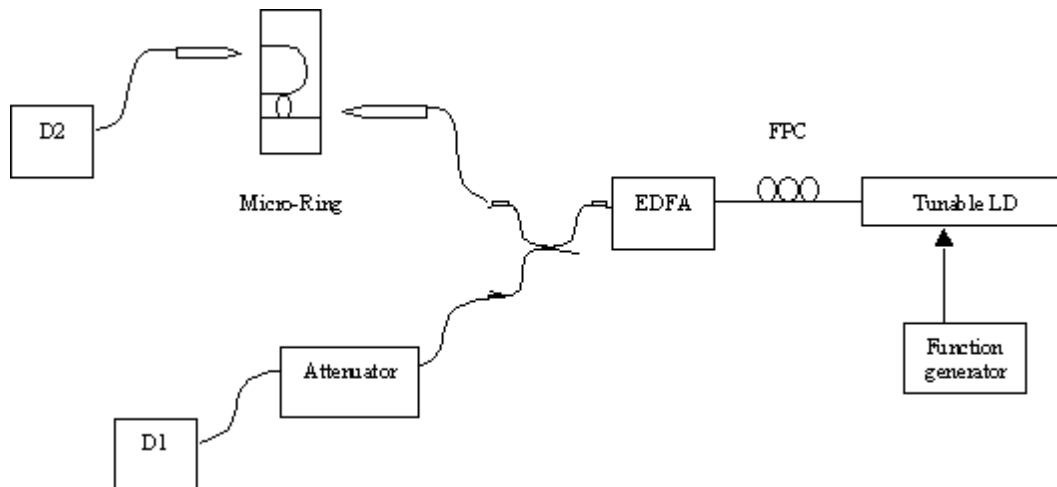 D2
Micro-Ring
FPC
EDFA
Tunable LD
Function
generator
Attenuator
D1